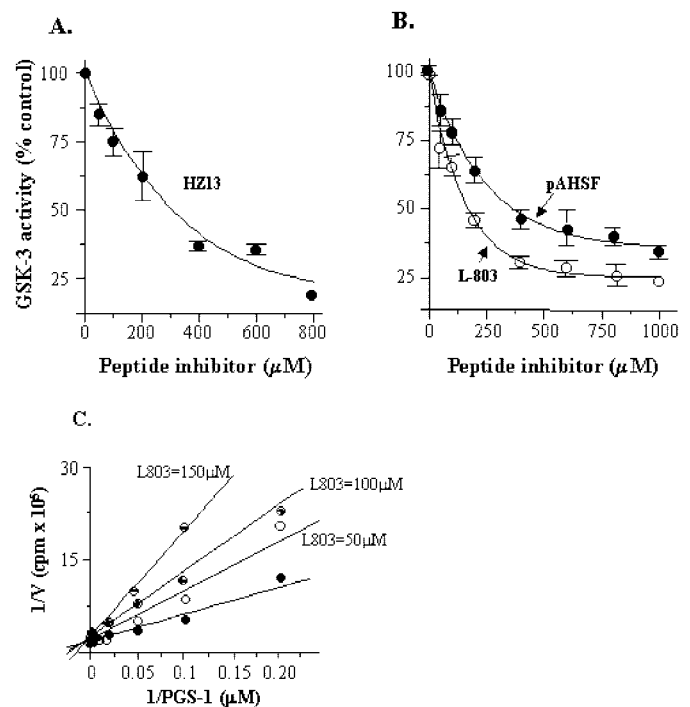 A.
GSK-3 activity (% control)
100
75
50
25
HZ13
0 200 400 600 800
Peptide inhibitor (μM)
B.
100
75
50
25
pAHSF
L-803
0 250 500 750 1000
Peptide inhibitor (μM)
C.
1/V (cpm x 10⁵)
30
15
0
L803=150μM
L803=100μM
L803=50μM
0 0.05 0.1 0.15 0.20
1/PGS-1 (μM)